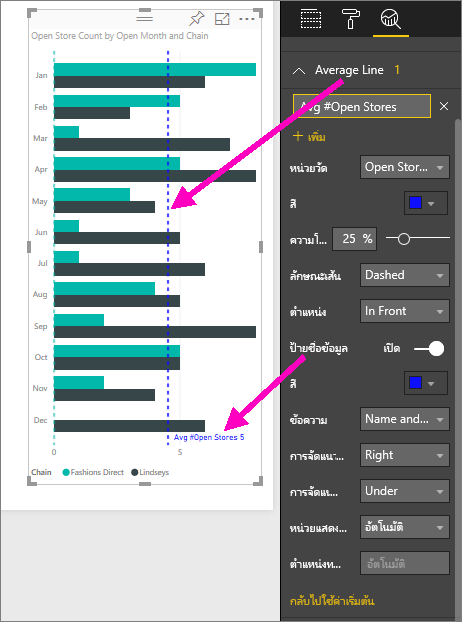 Open Store Count by Open Month and Chain
Jan
Feb
Mar
Apr
May
Jun
Jul
Aug
Sep
Oct
Nov
Dec
0
5
Avg #Open Stores 5
Chain
Fashions Direct
Lindseys
Average Line 1
Avg #Open Stores
+ เพิ่ม
หน่วยวัด Open Stor...
สี
ความโ... 25 %
ลักษณะเส้น Dashed
ตำแหน่ง In Front
ป้ายชื่อข้อมูล เปิด
สี
ข้อความ Name and...
การจัดแน... Right
การจัดแ... Under
หน่วยแสดง... อัตโนมัติ
ตำแหน่งท... อัตโนมัติ
กลับไปใช้ค่าเริ่มต้น